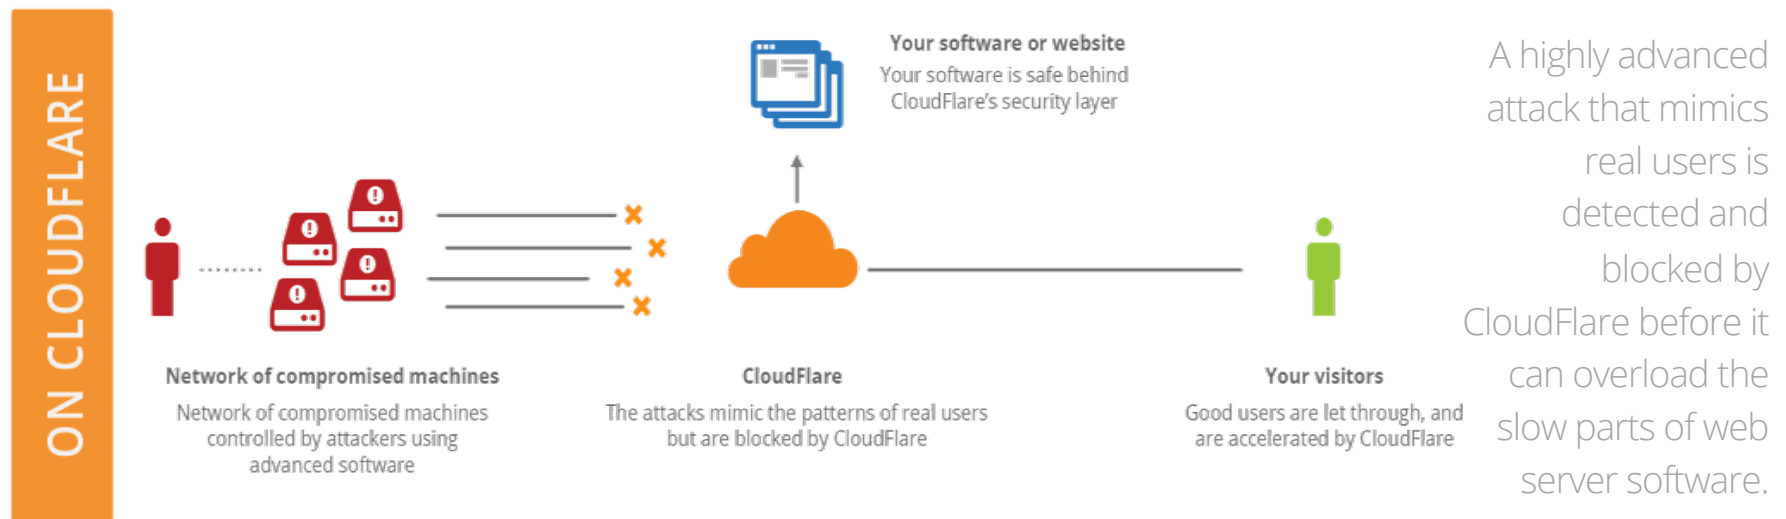 ON CLOUDFLARE
Your software or website
Your software is safe behind
CloudFlare's security layer
Network of compromised machines
Network of compromised machines
controlled by attackers using
advanced software
CloudFlare
The attacks mimic the patterns of real users
but are blocked by CloudFlare
Your visitors
Good users are let through, and
are accelerated by CloudFlare
A highly advanced
attack that mimics
real users is
detected and
blocked by
CloudFlare before it
can overload the
slow parts of web
server software.